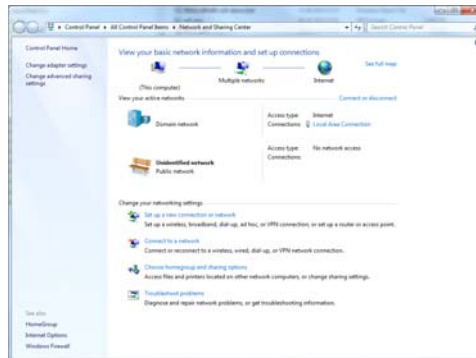 Control Panel ▸ All Control Panel Items ▸ Network and Sharing Center
Search Control Panel
Control Panel Home
Change adapter settings
Change advanced sharing
settings
View your basic network information and set up connections
See full map
(This computer)
Multiple networks
Internet
View your active networks
Connect or disconnect
Domain network
Access type: Internet
Connections: Local Area Connection
Unidentified network
Public network
Access type: No network access
Connections:
Change your networking settings
Set up a new connection or network
Set up a wireless, broadband, dial-up, ad hoc, or VPN connection; or set up a router or access point.
Connect to a network
Connect or reconnect to a wireless, wired, dial-up, or VPN network connection.
Choose homegroup and sharing options
Access files and printers located on other network computers, or change sharing settings.
Troubleshoot problems
Diagnose and repair network problems, or get troubleshooting information.
See also
HomeGroup
Internet Options
Windows Firewall